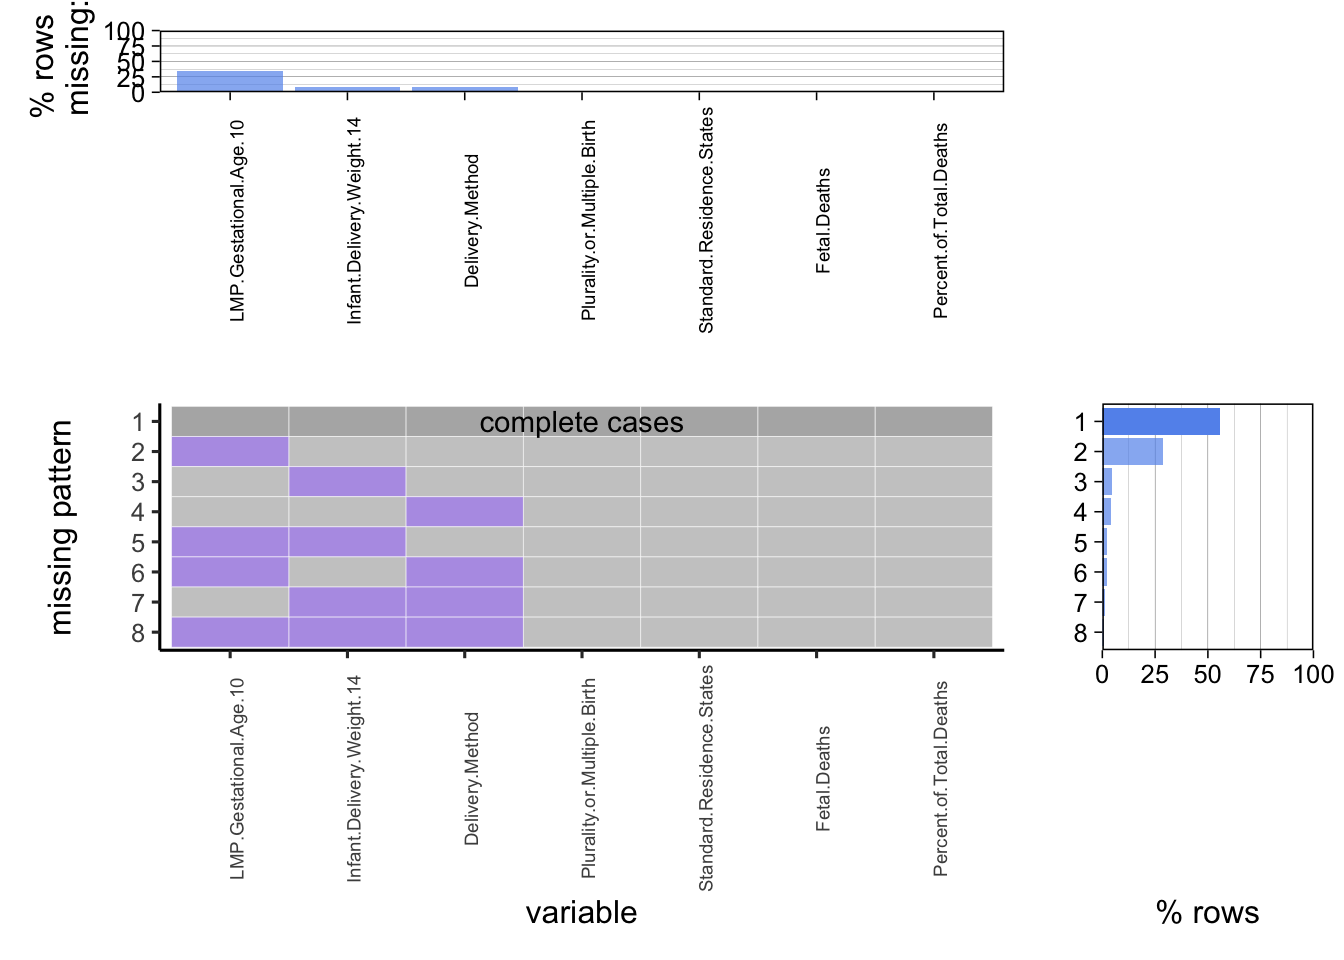 % rows
missing:
100
75
50
25
0
LMP.Gestational.Age.10
Infant.Delivery.Weight.14
Delivery.Method
Plurality.or.Multiple.Birth
Standard.Residence.States
Fetal.Deaths
Percent.of.Total.Deaths
missing pattern
1
2
3
4
5
6
7
8
complete cases
LMP.Gestational.Age.10
Infant.Delivery.Weight.14
Delivery.Method
Plurality.or.Multiple.Birth
Standard.Residence.States
Fetal.Deaths
Percent.of.Total.Deaths
variable
1
2
3
4
5
6
7
8
0 25 50 75 100
% rows